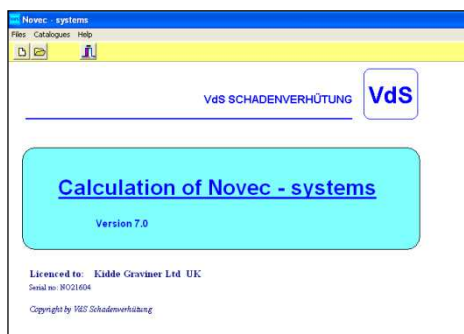 Novec - systems
Files Catalogues Help
VdS SCHADENVERHÜTUNG
VdS
Calculation of Novec - systems
Version 7.0
Licenced to: Kidde Graviner Ltd UK
Serial no: NO21604
Copyright by VdS Schadenverhütung